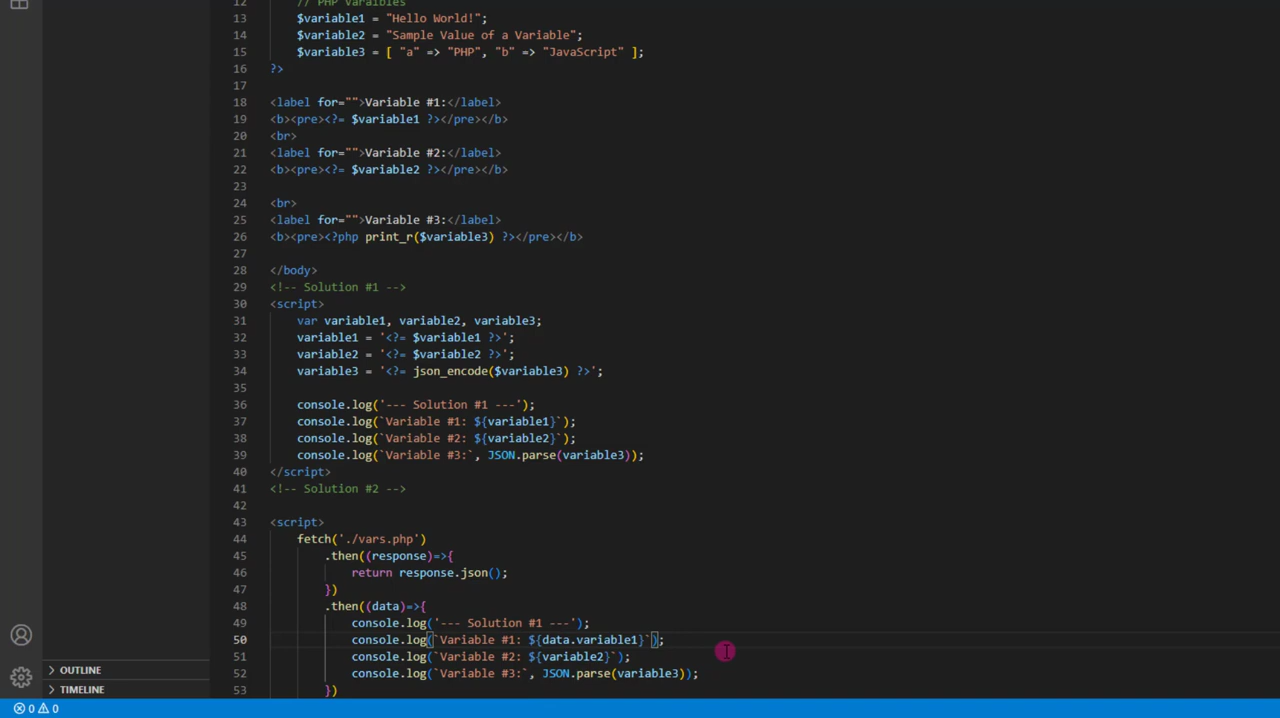 12 // PHP Varaibles
13 $variable1 = "Hello World!";
14 $variable2 = "Sample Value of a Variable";
15 $variable3 = [ "a" => "PHP", "b" => "JavaScript" ];
16 ?>
17
18 <label for="">Variable #1:</label>
19 <b><pre><?= $variable1 ?></pre></b>
20 <br>
21 <label for="">Variable #2:</label>
22 <b><pre><?= $variable2 ?></pre></b>
23
24 <br>
25 <label for="">Variable #3:</label>
26 <b><pre><?php print_r($variable3) ?></pre></b>
27
28 </body>
29 <!-- Solution #1 -->
30 <script>
31 var variable1, variable2, variable3;
32 variable1 = '<?= $variable1 ?>';
33 variable2 = '<?= $variable2 ?>';
34 variable3 = '<?= json_encode($variable3) ?>';
35
36 console.log('--- Solution #1 ---');
37 console.log(`Variable #1: ${variable1}`);
38 console.log(`Variable #2: ${variable2}`);
39 console.log(`Variable #3:`, JSON.parse(variable3));
40 </script>
41 <!-- Solution #2 -->
42
43 <script>
44 fetch('./vars.php')
45 .then((response)=>{
46 return response.json();
47 })
48 .then((data)=>{
49 console.log('--- Solution #1 ---');
50 console.log(`Variable #1: ${data.variable1}`);
51 console.log(`Variable #2: ${variable2}`);
52 console.log(`Variable #3:`, JSON.parse(variable3));
53 })
OUTLINE
TIMELINE
0 0